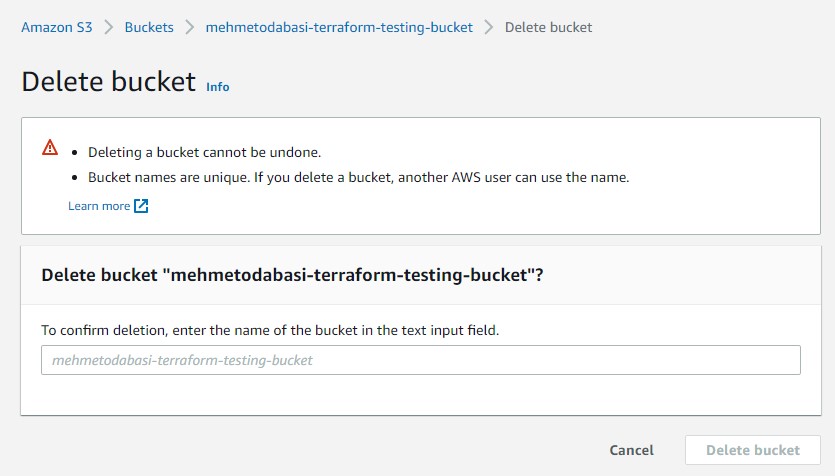 Amazon S3 > Buckets > mehmetodabasi-terraform-testing-bucket > Delete bucket
Delete bucket Info
• Deleting a bucket cannot be undone.
• Bucket names are unique. If you delete a bucket, another AWS user can use the name.
Learn more
Delete bucket "mehmetodabasi-terraform-testing-bucket"?
To confirm deletion, enter the name of the bucket in the text input field.
mehmetodabasi-terraform-testing-bucket
Cancel Delete bucket